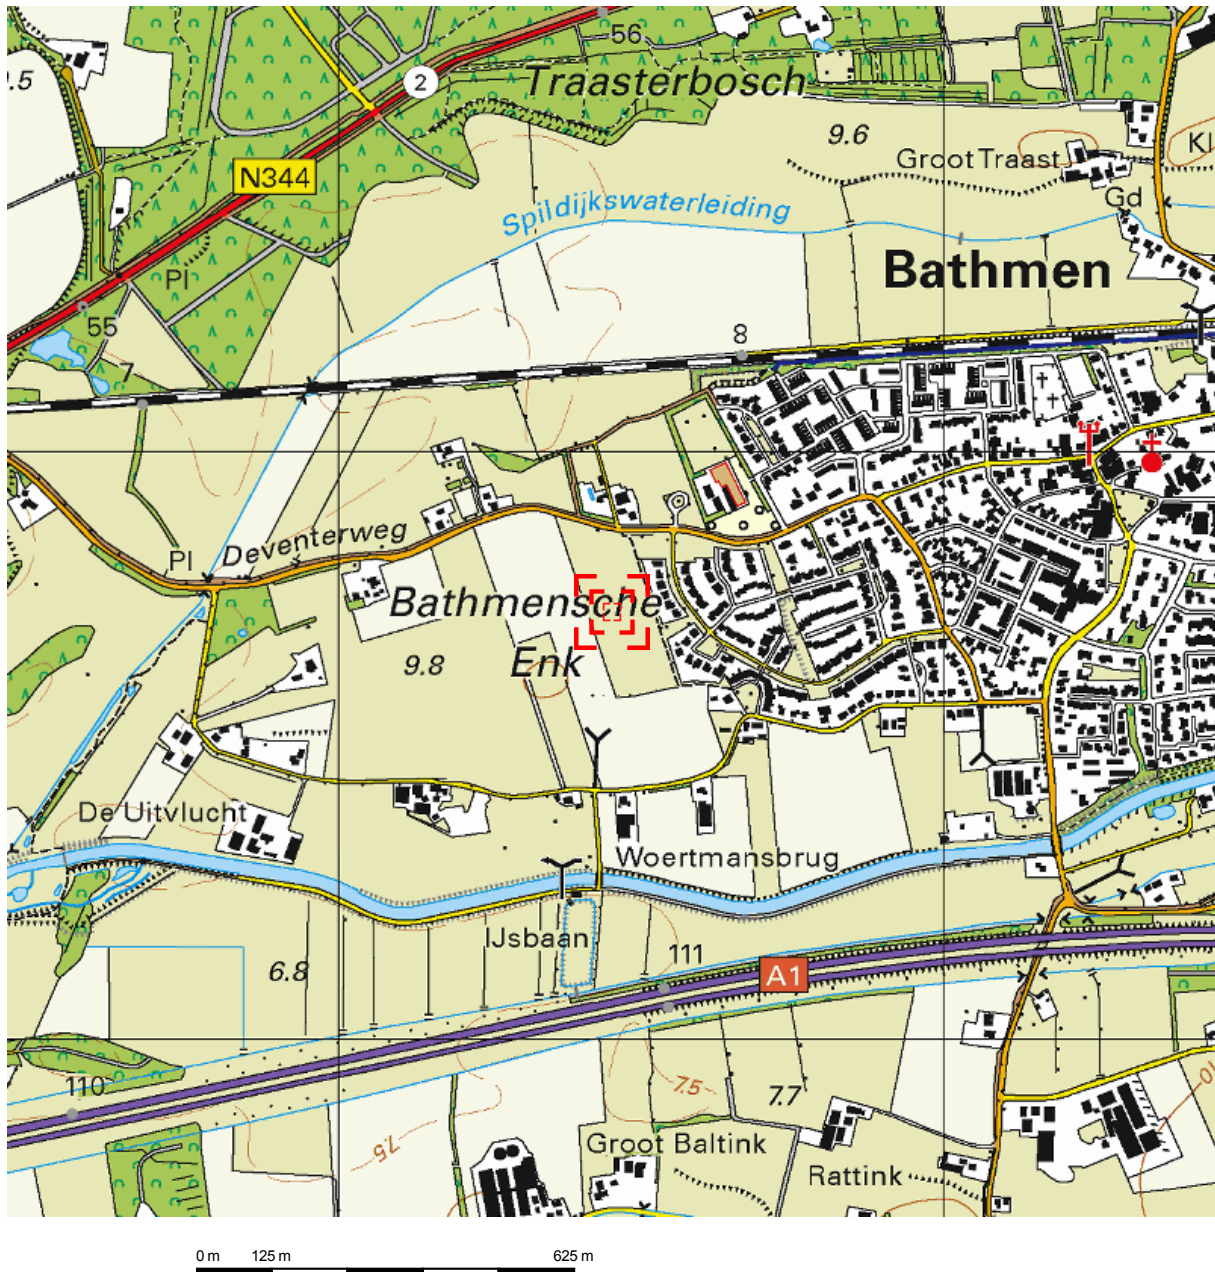 56
2
Traasterbosch
.5
9.6
Groot Traast
Kl
N344
Gd
Spildijkswaterleiding
Bathmen
Pl
55
8
7
Deventerweg
Pl
Bathmensche
Enk
9.8
De Uitvlucht
Woertmansbrug
IJsbaan
111
A1
6.8
110
7.5
7.7
7.5
10
Groot Baltink
Rattink
0 m 125 m 625 m